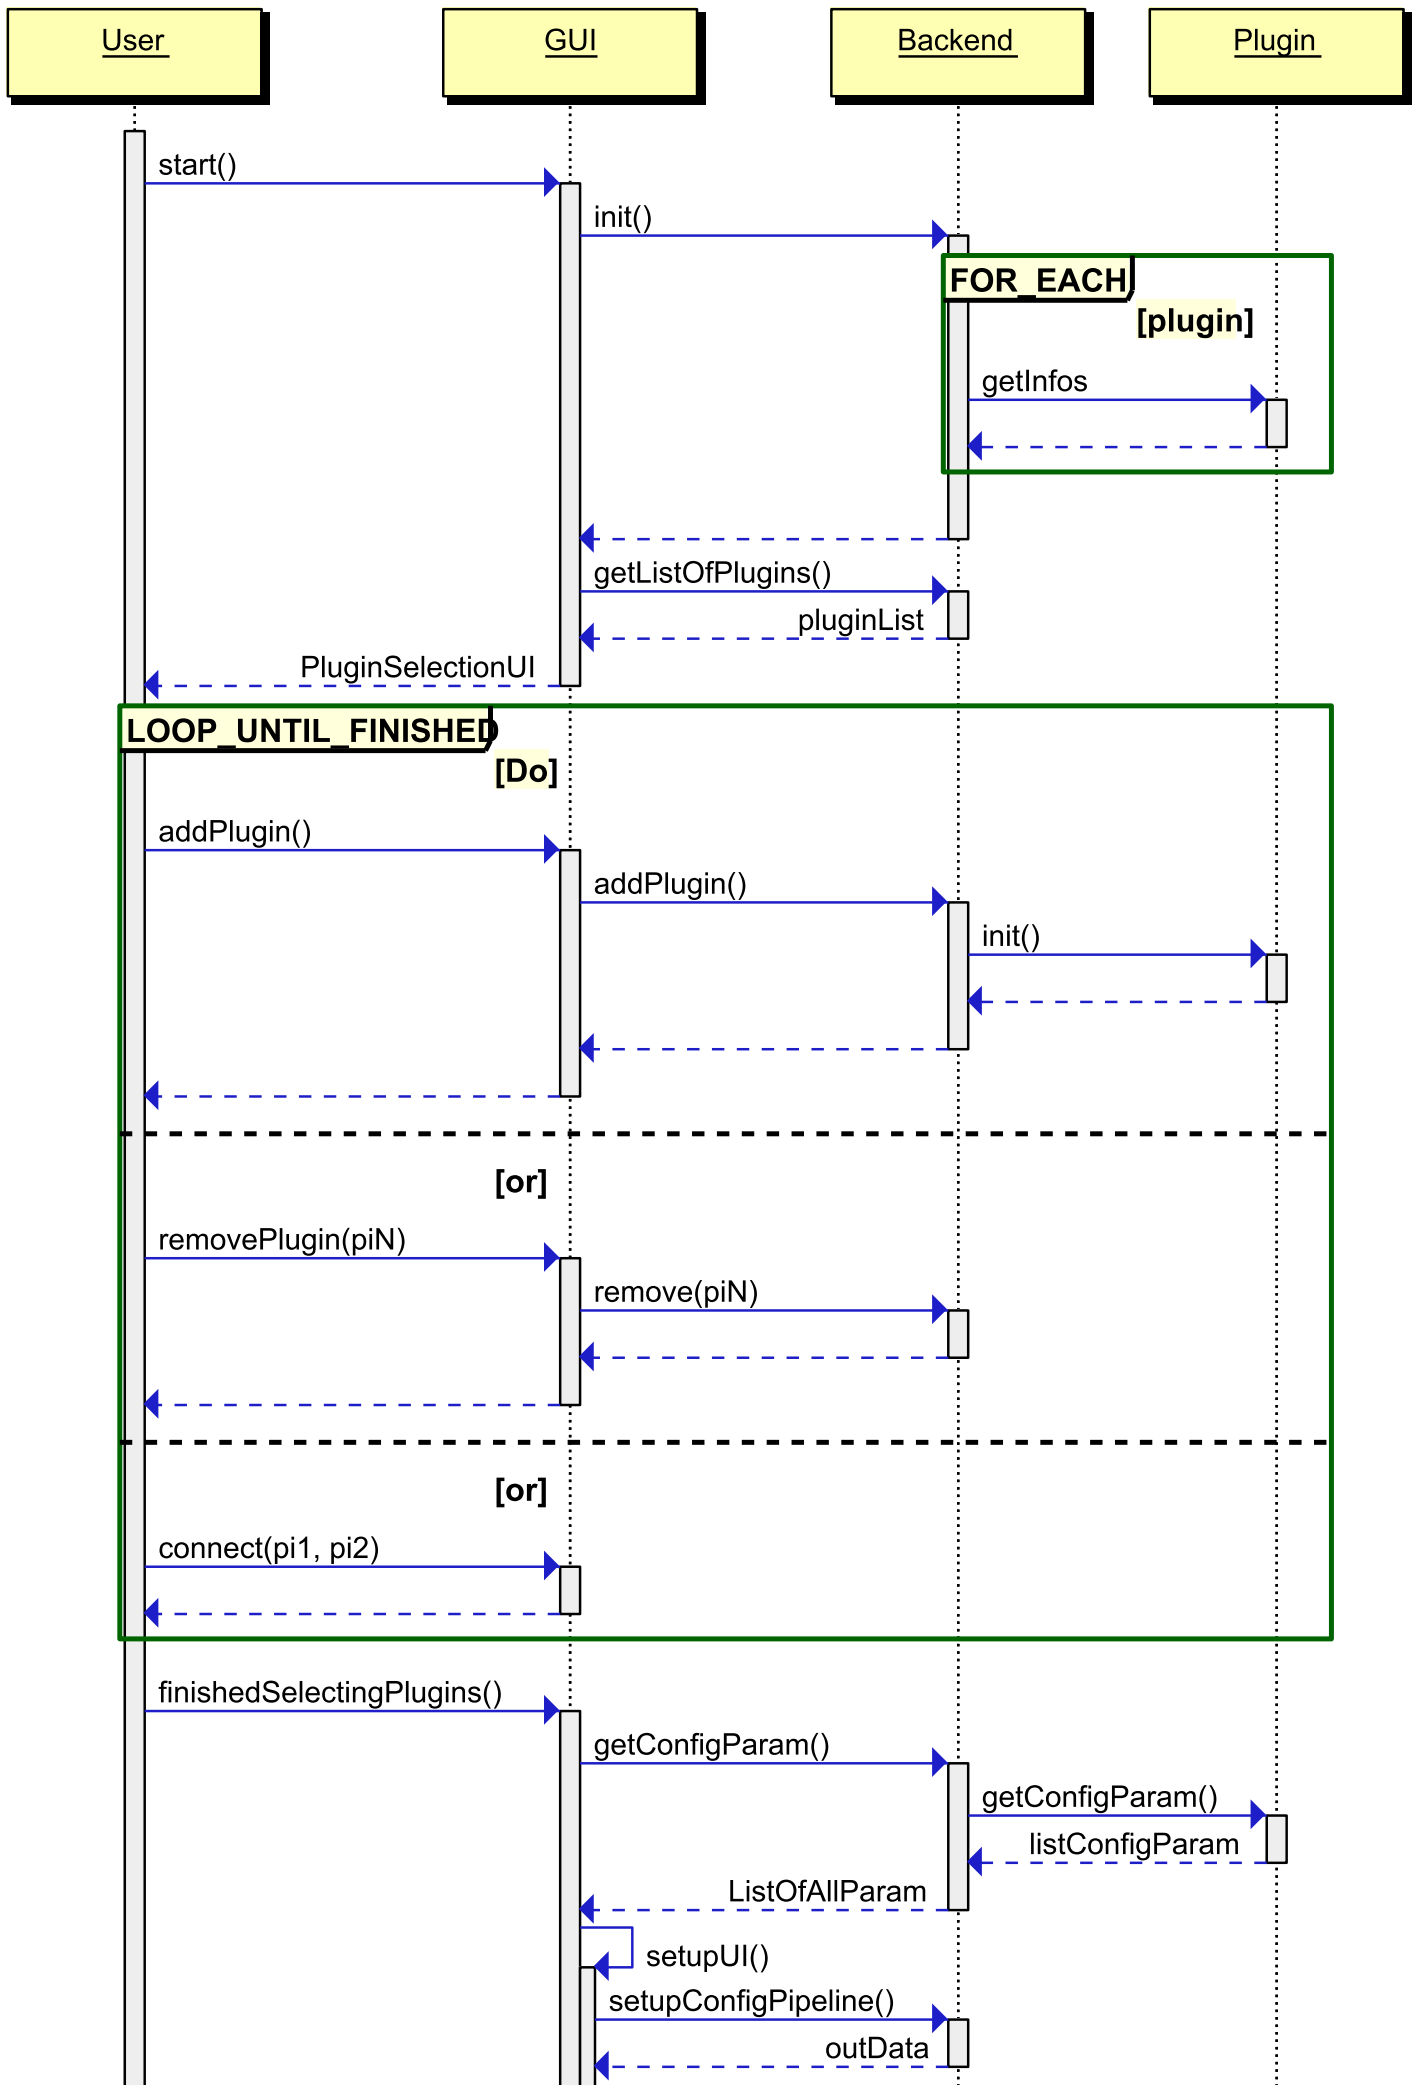 User
GUI
Backend
Plugin
start()
init()
FOR_EACH
[plugin]
getInfos
getListOfPlugins()
pluginList
PluginSelectionUI
LOOP_UNTIL_FINISHED
[Do]
addPlugin()
addPlugin()
init()
[or]
removePlugin(piN)
remove(piN)
[or]
connect(pi1, pi2)
finishedSelectingPlugins()
getConfigParam()
getConfigParam()
listConfigParam
ListOfAllParam
setupUI()
setupConfigPipeline()
outData